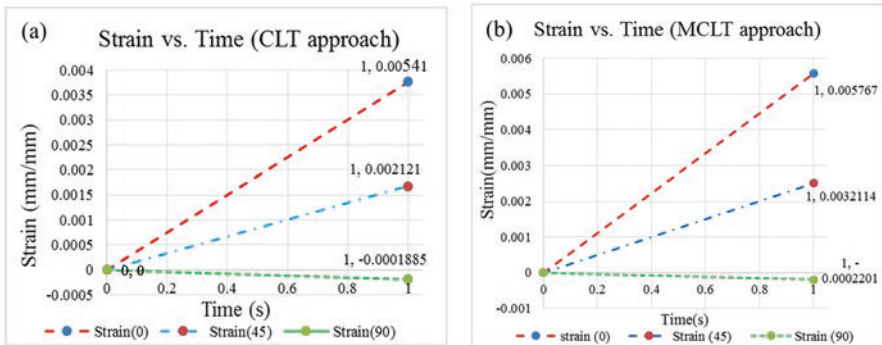 (a)
Strain vs. Time (CLT approach)
1, 0.00541
0.004
0.0035
0.003
0.0025
0.002
0.0015
0.001
0.0005
0
-0.0005
1, 0.002121
1, -0.0001885
0, 0
0
0.2
0.4
0.6
0.8
1
Strain (mm/mm)
Time (s)
Strain(0)
Strain(45)
Strain(90)
(b)
Strain vs. Time (MCLT approach)
0.006
0.005
0.004
0.003
0.002
0.001
0
-0.001
1, 0.005767
1, 0.0032114
1, -
0.0002201
0
0.2
0.4
0.6
0.8
1
Strain(mm/mm)
Time(s)
strain (0)
Strain (45)
strain (90)